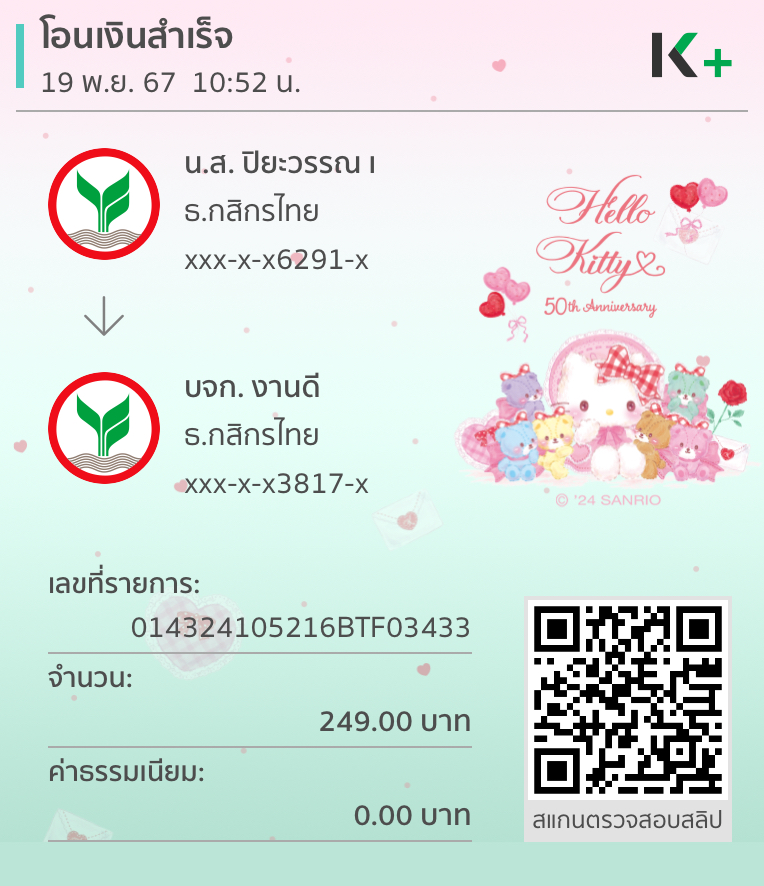 โอนเงินสำเร็จ
19 พ.ย. 67 10:52 น.
K+
น.ส. ปิยะวรรณ เ
ธ.กสิกรไทย
xxx-x-x6291-x
บจก. งานดี
ธ.กสิกรไทย
xxx-x-x3817-x
Hello
Kitty
50th Anniversary
© '24 SANRIO
เลขที่รายการ:
014324105216BTF03433
จำนวน:
249.00 บาท
ค่าธรรมเนียม:
0.00 บาท
สแกนตรวจสอบสลิป